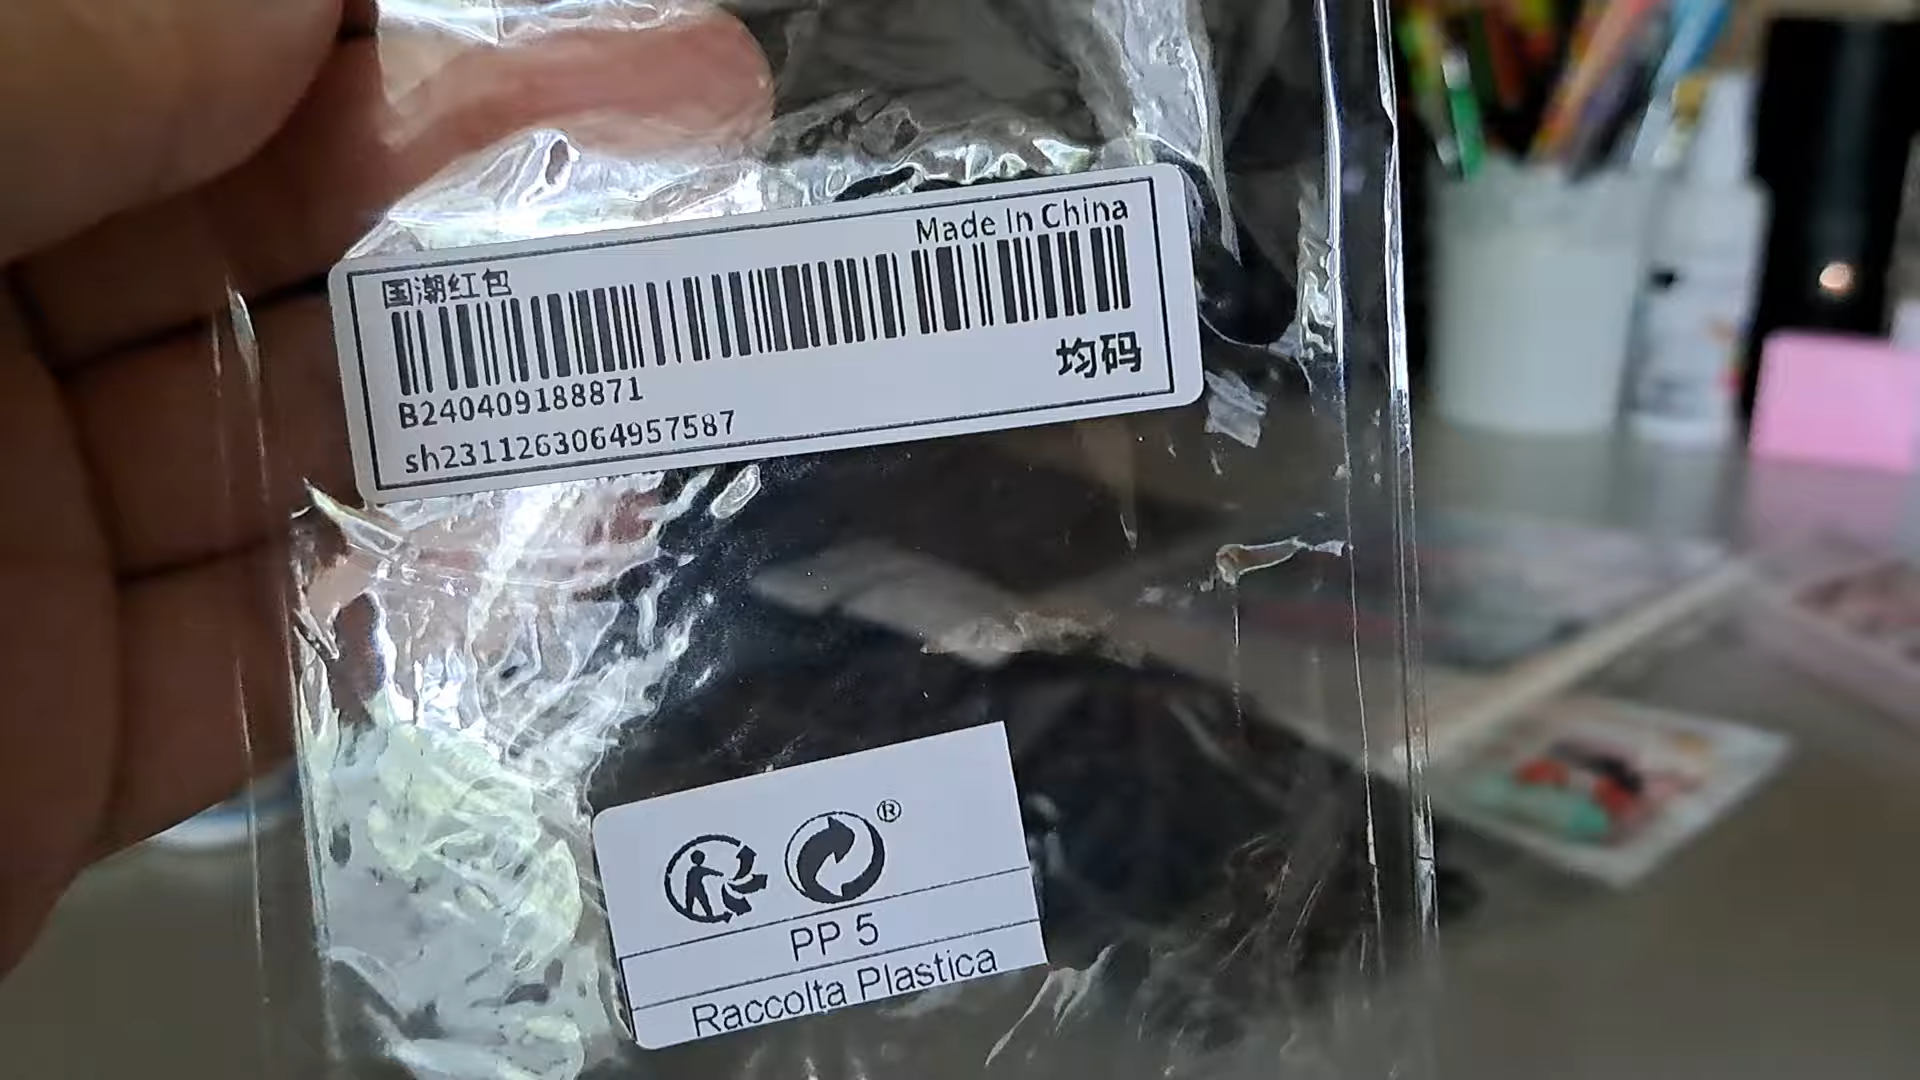 Made In China
国潮红包
均码
B240409188871
sh2311263064957587
®
PP 5
Raccolta Plastica